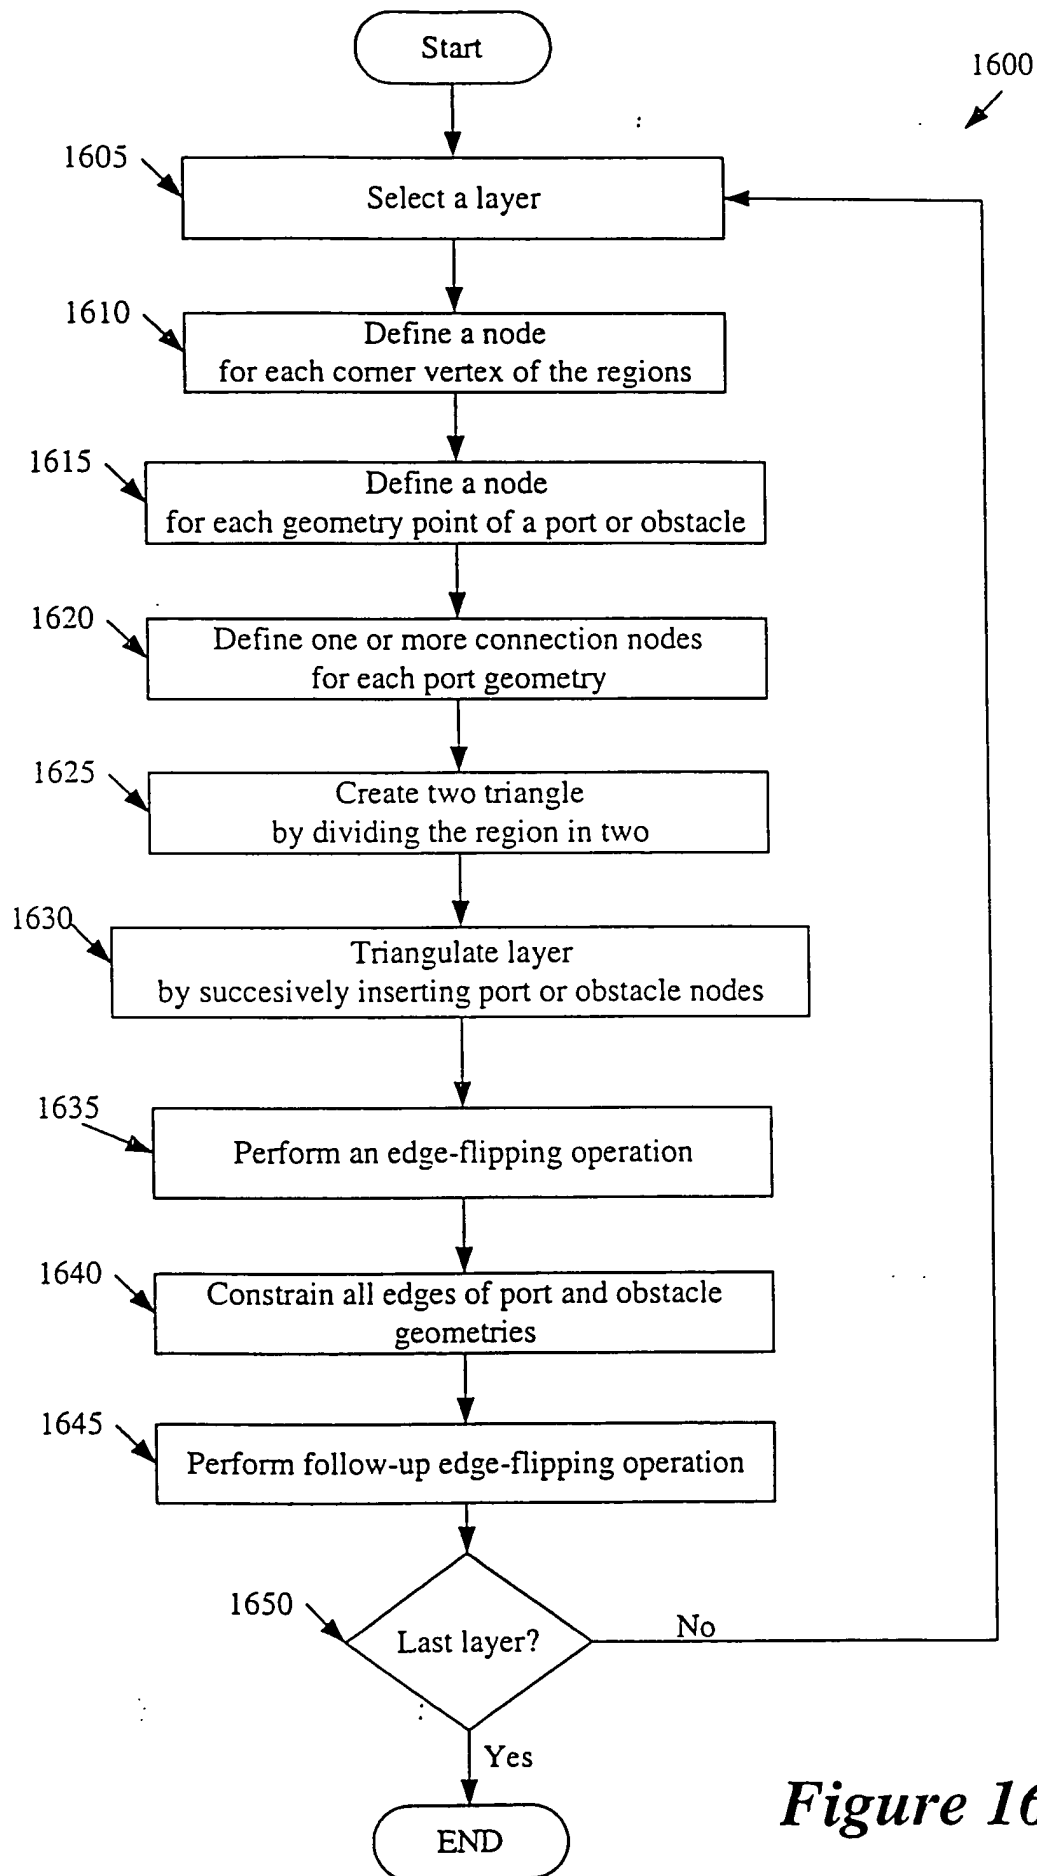 Start
1600
1605
Select a layer
1610
Define a node
for each corner vertex of the regions
1615
Define a node
for each geometry point of a port or obstacle
1620
Define one or more connection nodes
for each port geometry
1625
Create two triangle
by dividing the region in two
1630
Triangulate layer
by succesively inserting port or obstacle nodes
1635
Perform an edge-flipping operation
1640
Constrain all edges of port and obstacle
geometries
1645
Perform follow-up edge-flipping operation
1650
Last layer?
No
Yes
END
Figure 16